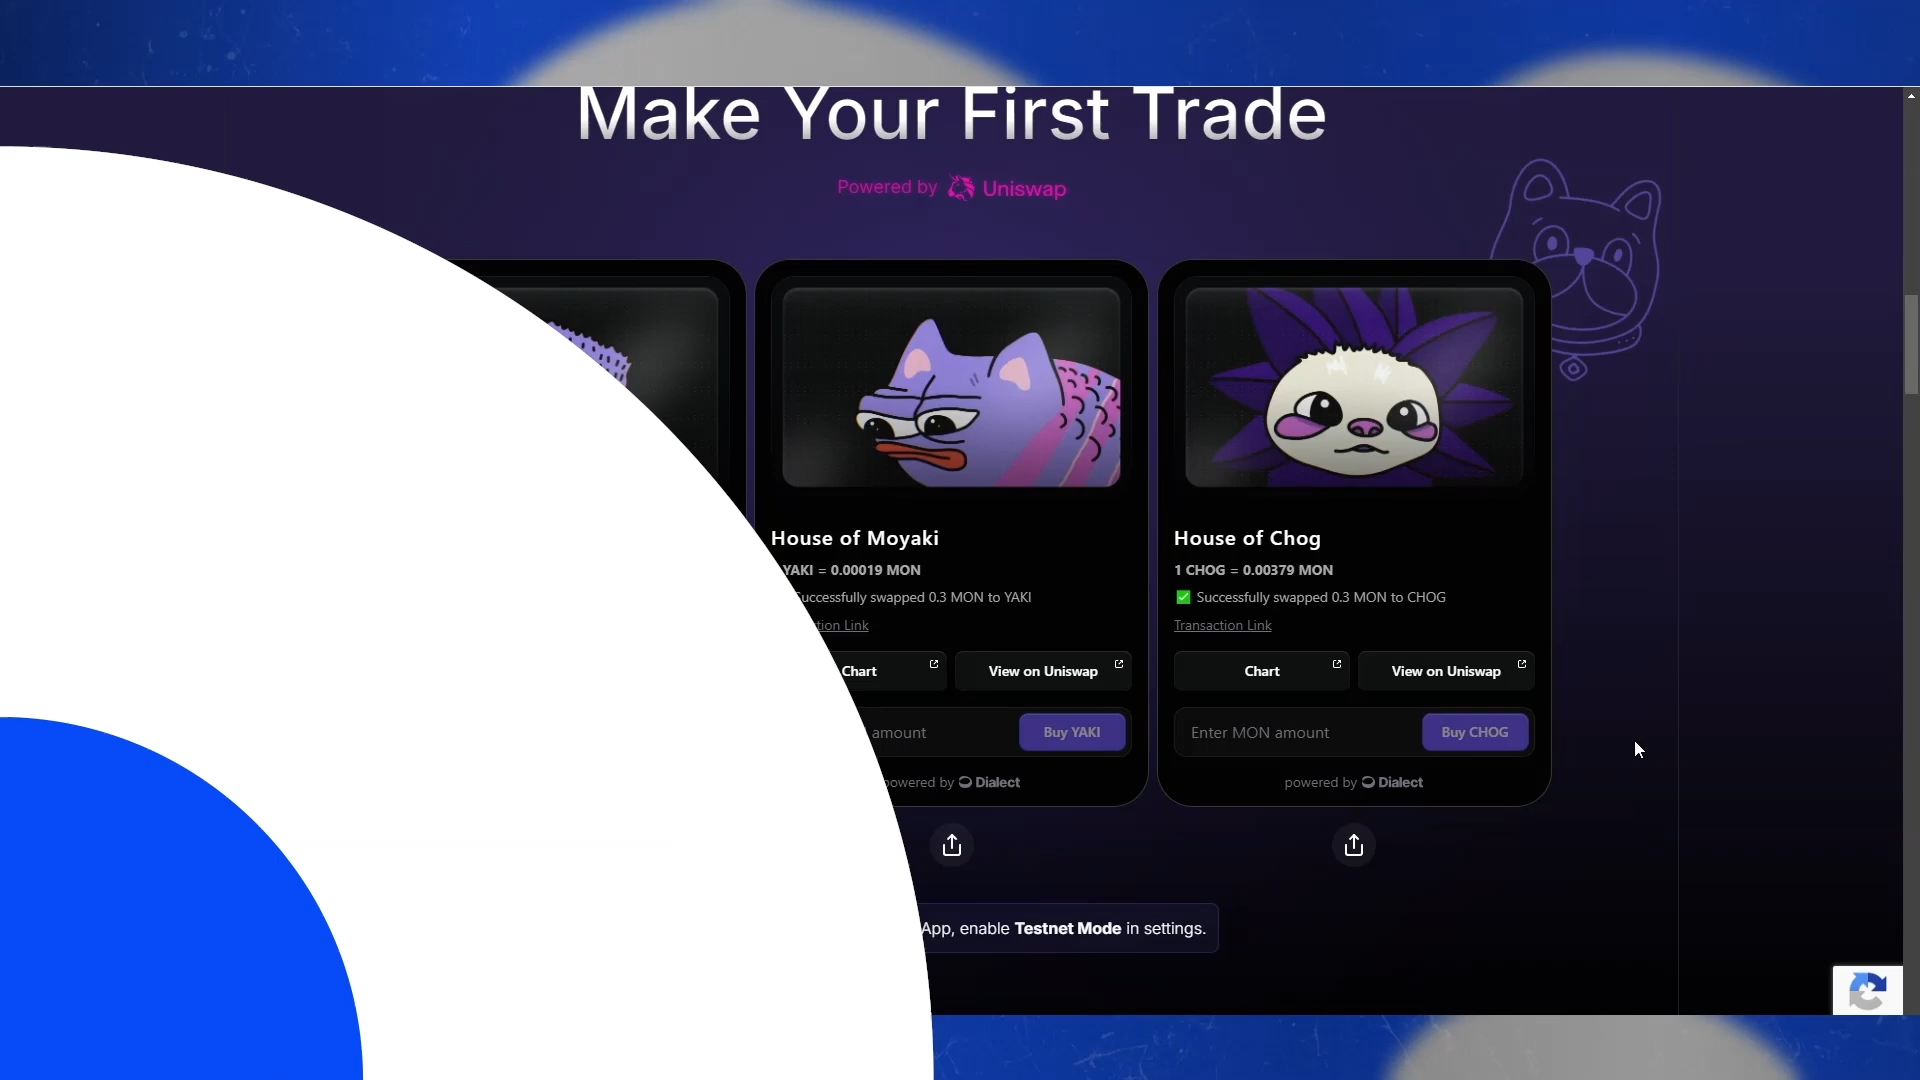 Make Your First Trade
Powered by Uniswap
House of Moyaki
YAKI = 0.00019 MON
Successfully swapped 0.3 MON to YAKI
Link
Chart
View on Uniswap
amount
Buy YAKI
powered by Dialect
House of Chog
1 CHOG = 0.00379 MON
✅ Successfully swapped 0.3 MON to CHOG
Transaction Link
Chart
View on Uniswap
Enter MON amount
Buy CHOG
powered by Dialect
App, enable Testnet Mode in settings.